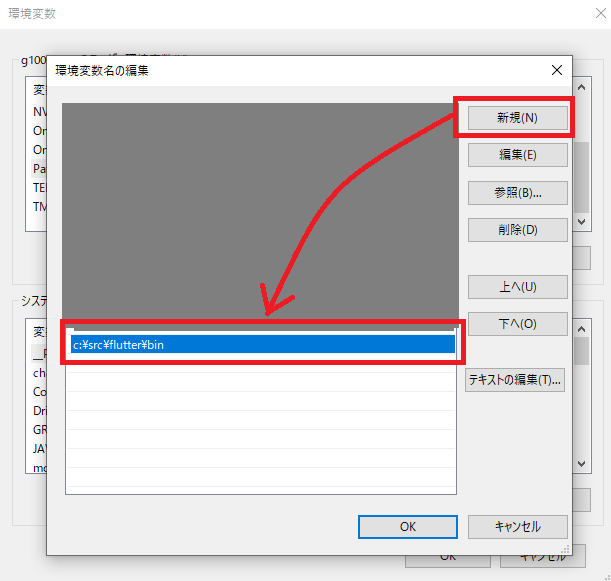 環境変数
g100
環境変数名の編集
変
NV
On
On
Pa
TE
TM
新規(N)
編集(E)
参照(B)...
削除(D)
上へ(U)
下へ(O)
テキストの編集(T)...
c:¥src¥flutter¥bin
システ
変
ch
Co
Dri
GR
JAV
mo
OK
キャンセル
OK
キャンセル